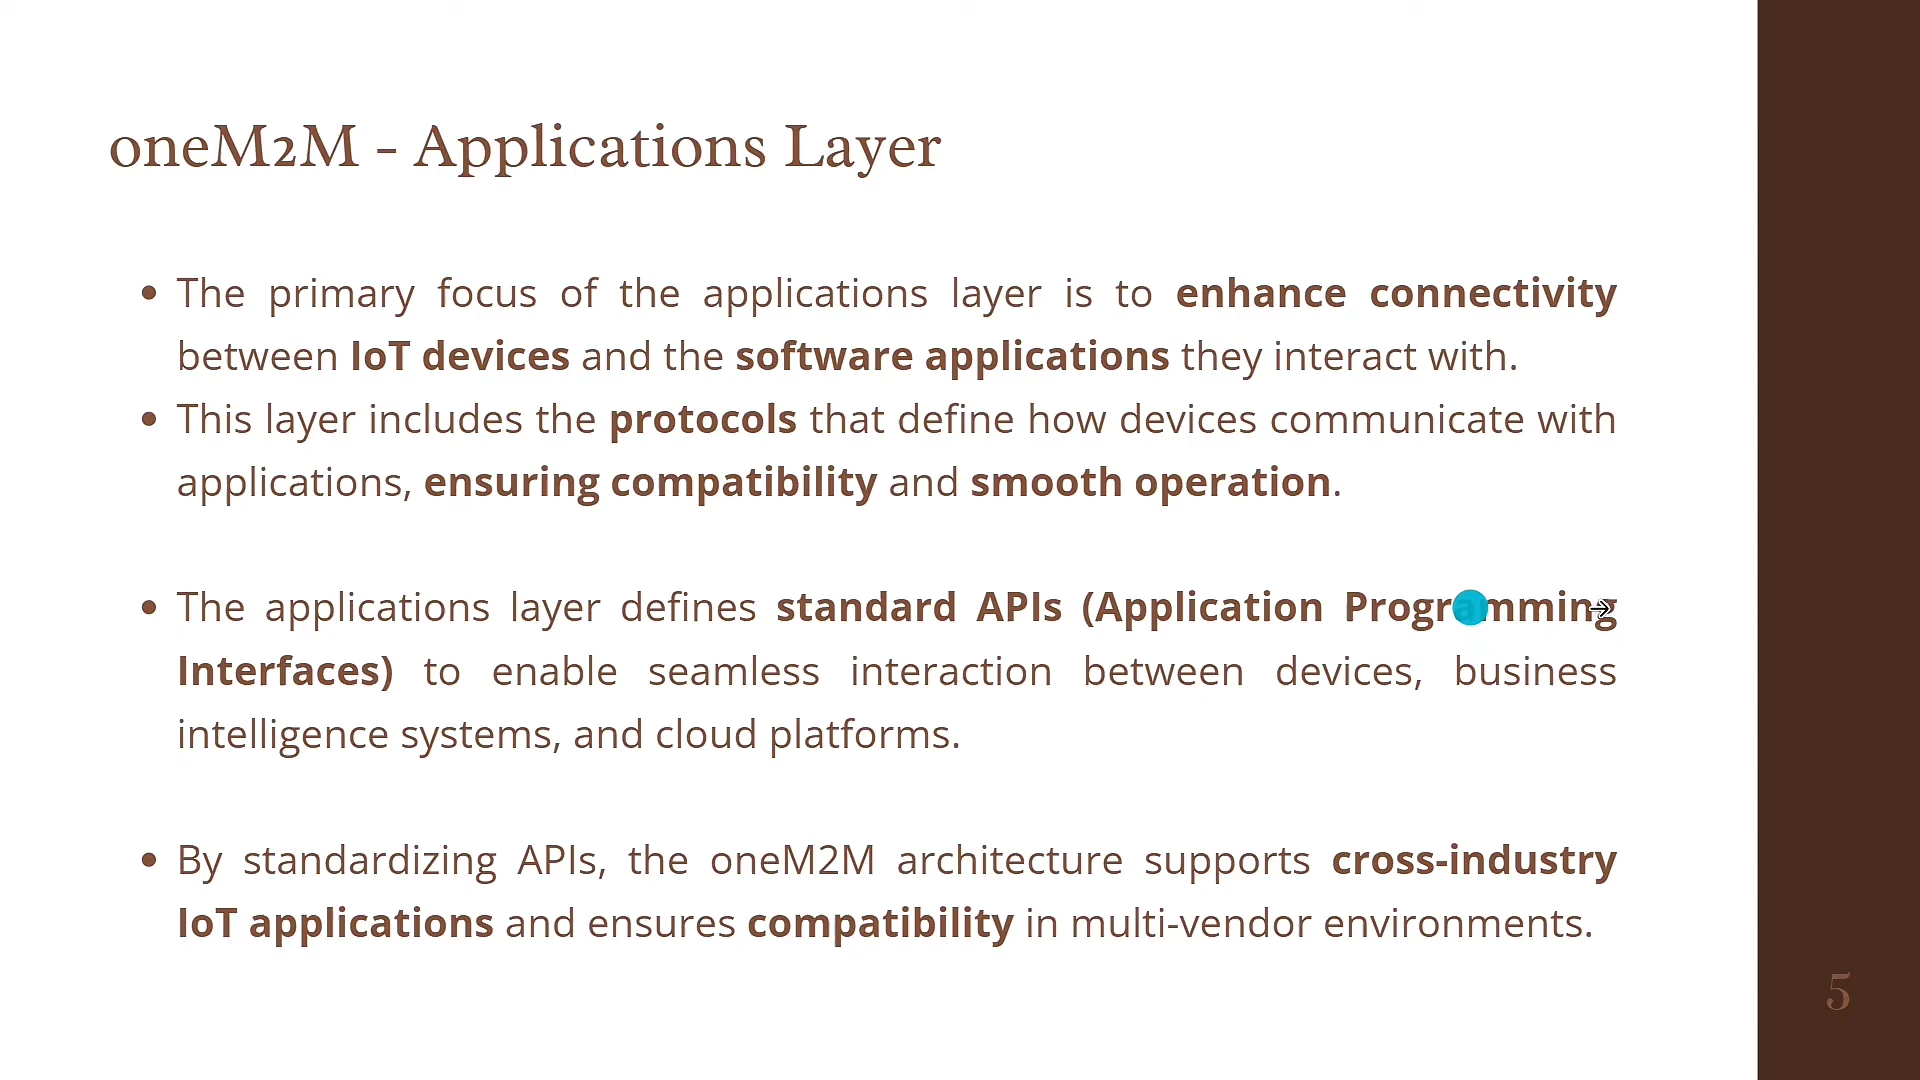 oneM2M - Applications Layer
• The primary focus of the applications layer is to enhance connectivity
between IoT devices and the software applications they interact with.
• This layer includes the protocols that define how devices communicate with
applications, ensuring compatibility and smooth operation.
• The applications layer defines standard APIs (Application Programming
Interfaces) to enable seamless interaction between devices, business
intelligence systems, and cloud platforms.
• By standardizing APIs, the oneM2M architecture supports cross-industry
IoT applications and ensures compatibility in multi-vendor environments.
5